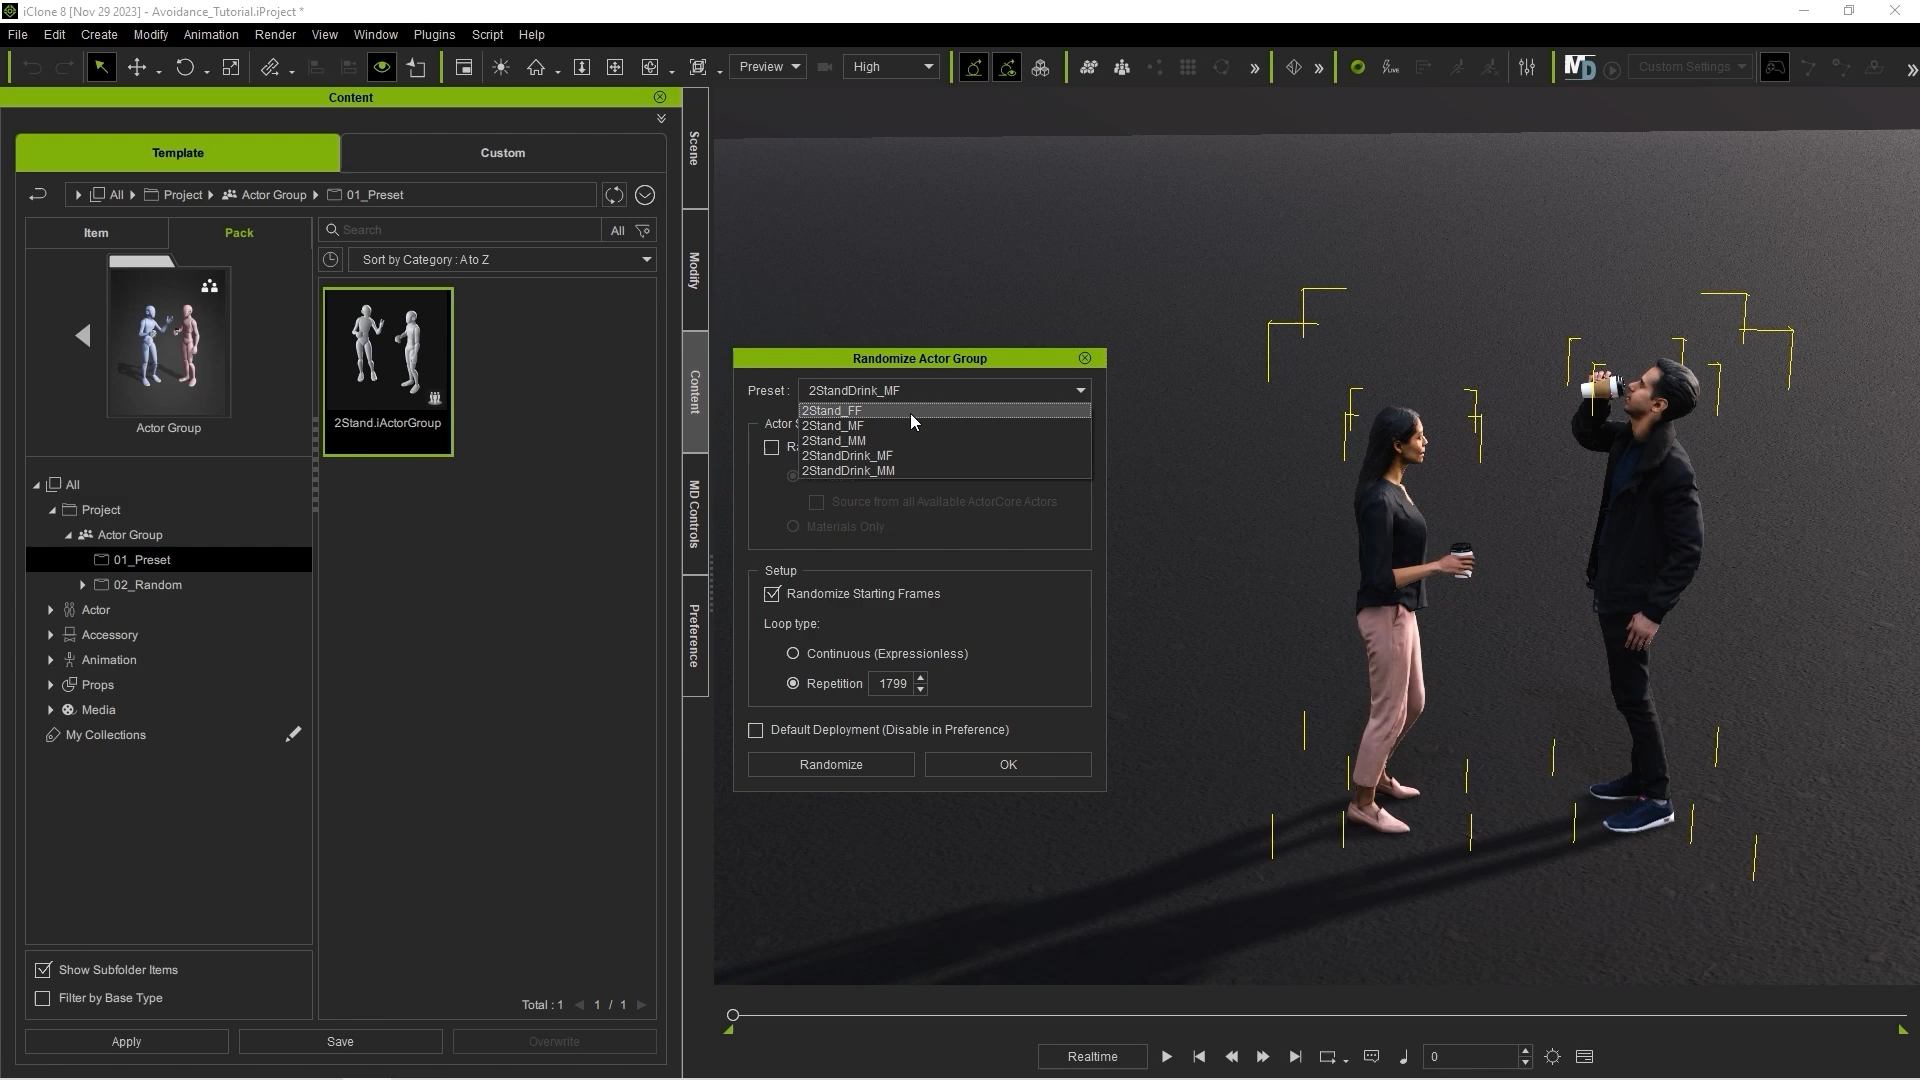 iClone 8 [Nov 29 2023] - Avoidance_Tutorial.iProject *
File Edit Create Modify Animation Render View Window Plugins Script Help
Preview High LIVE MD Custom Settings
Content
Template Custom
All Project Actor Group 01_Preset
Item Pack
Search All
Sort by Category : A to Z
Actor Group
2Stand.iActorGroup
All
Project
Actor Group
01_Preset
02_Random
Actor
Accessory
Animation
Props
Media
My Collections
Show Subfolder Items
Filter by Base Type
Total : 1 1 / 1
Apply Save Overwrite
Scene
Modify
Content
MD Controls
Preference
Randomize Actor Group
Preset : 2StandDrink_MF
2Stand_FF
2Stand_MF
2Stand_MM
2StandDrink_MF
2StandDrink_MM
Actor S
Source from all Available ActorCore Actors
Materials Only
Setup
Randomize Starting Frames
Loop type:
Continuous (Expressionless)
Repetition 1799
Default Deployment (Disable in Preference)
Randomize OK
Realtime 0